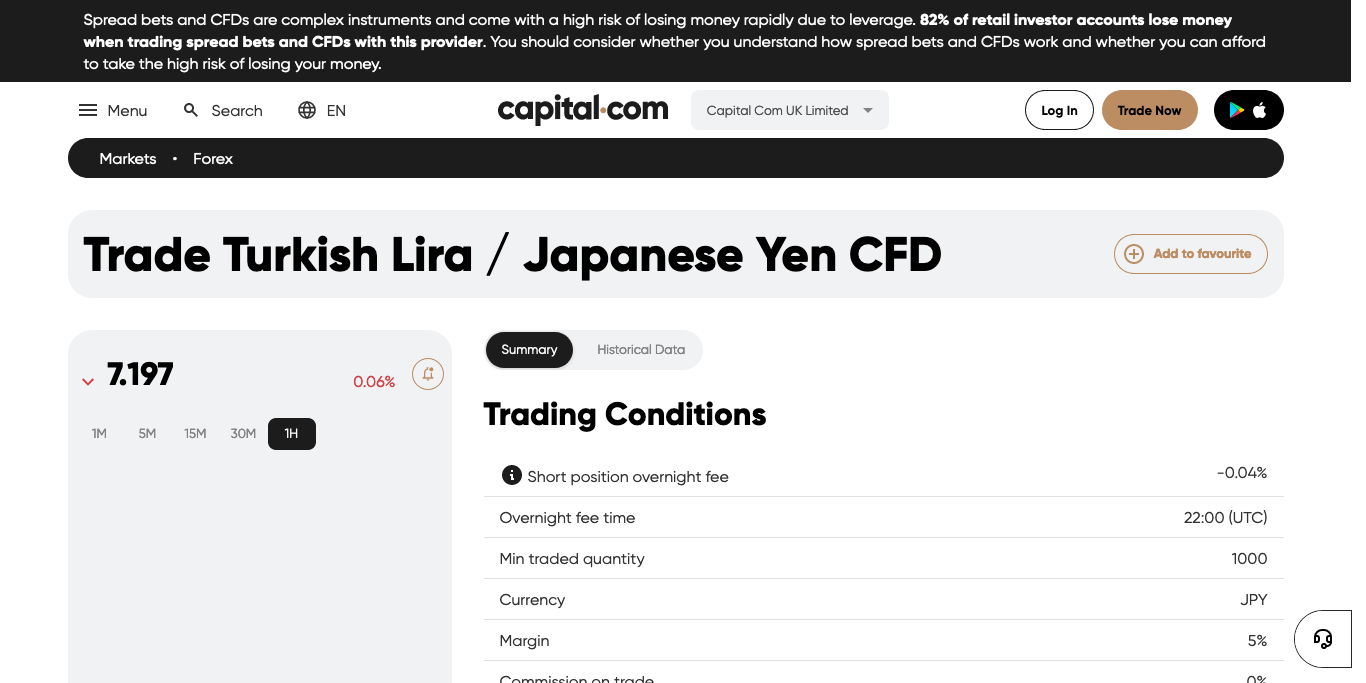 Spread bets and CFDs are complex instruments and come with a high risk of losing money rapidly due to leverage. 82% of retail investor accounts lose money
when trading spread bets and CFDs with this provider. You should consider whether you understand how spread bets and CFDs work and whether you can afford
to take the high risk of losing your money.
Menu Search EN capital.com Capital Com UK Limited Log In Trade Now
Markets • Forex
Trade Turkish Lira / Japanese Yen CFD Add to favourite
7.197 0.06%
1M 5M 15M 30M 1H
Summary Historical Data
Trading Conditions
Short position overnight fee -0.04%
Overnight fee time 22:00 (UTC)
Min traded quantity 1000
Currency JPY
Margin 5%
Commission on trade 0%